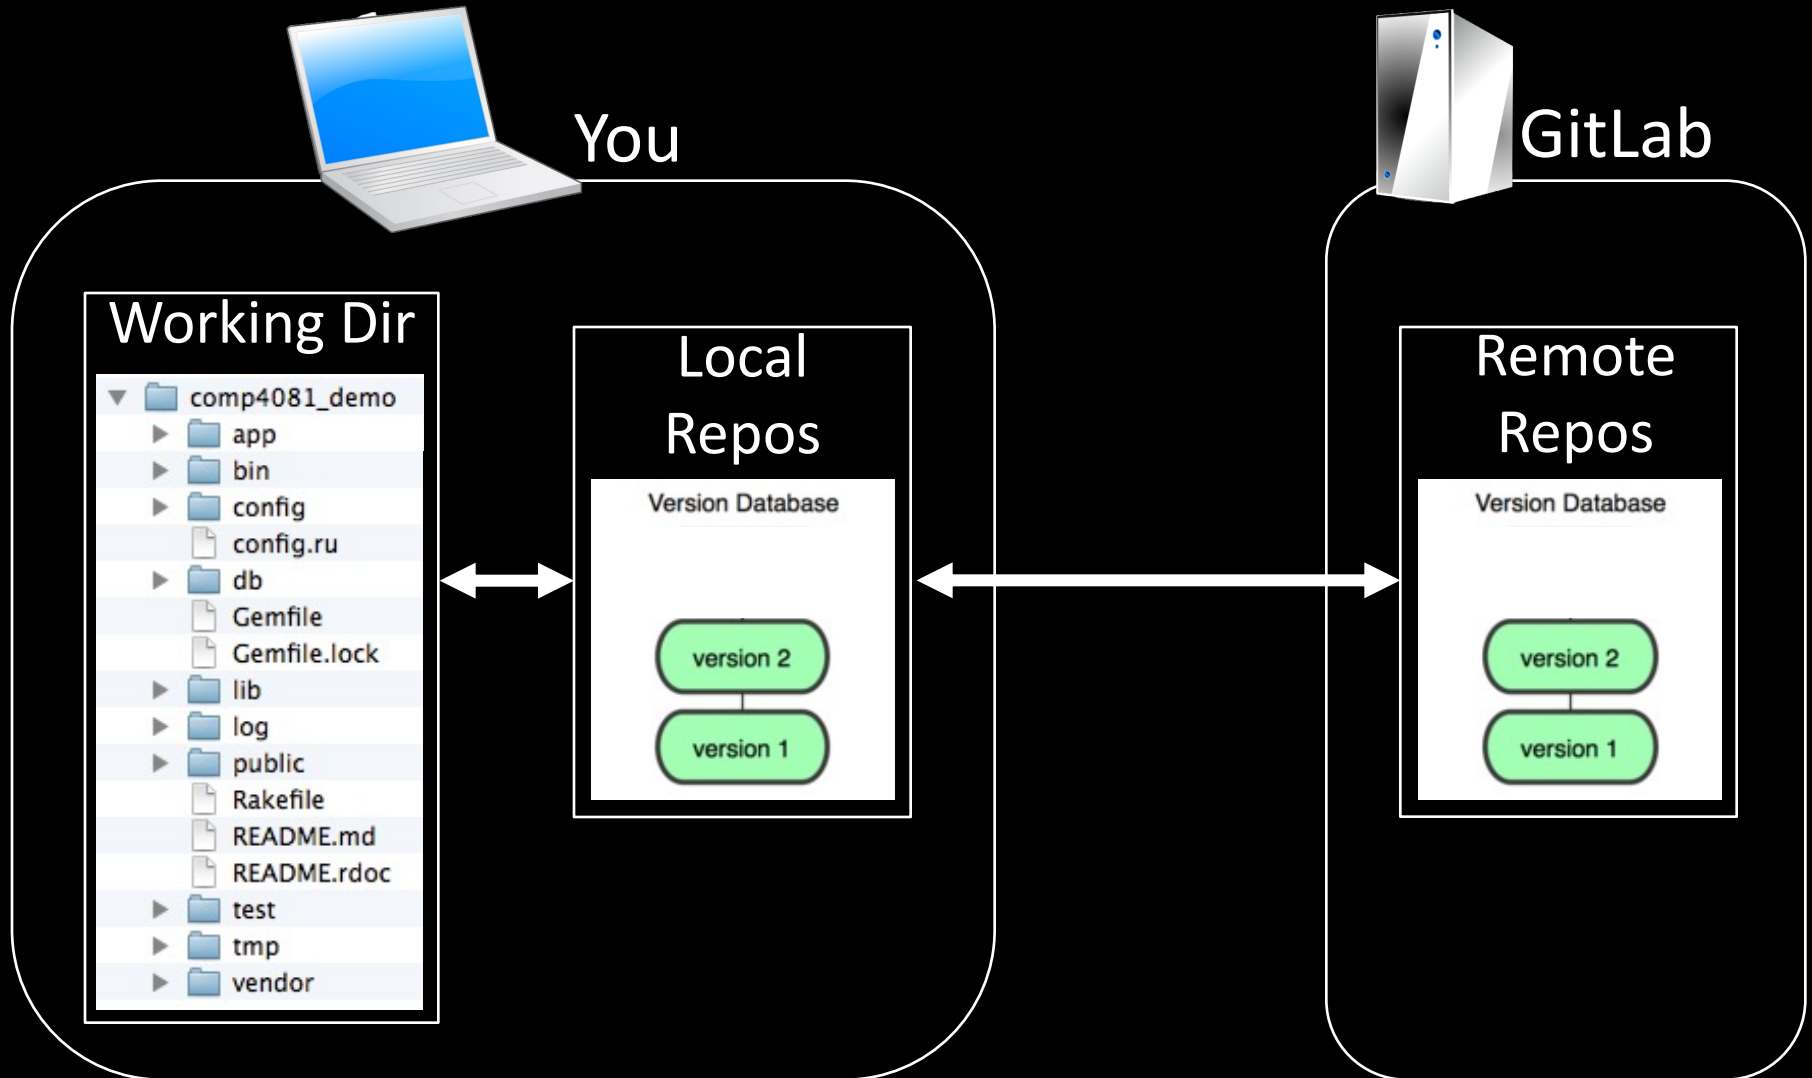 You
GitLab
Working Dir
comp4081_demo
app
bin
config
config.ru
db
Gemfile
Gemfile.lock
lib
log
public
Rakefile
README.md
README.rdoc
test
tmp
vendor
Local
Repos
Version Database
version 2
version 1
Remote
Repos
Version Database
version 2
version 1